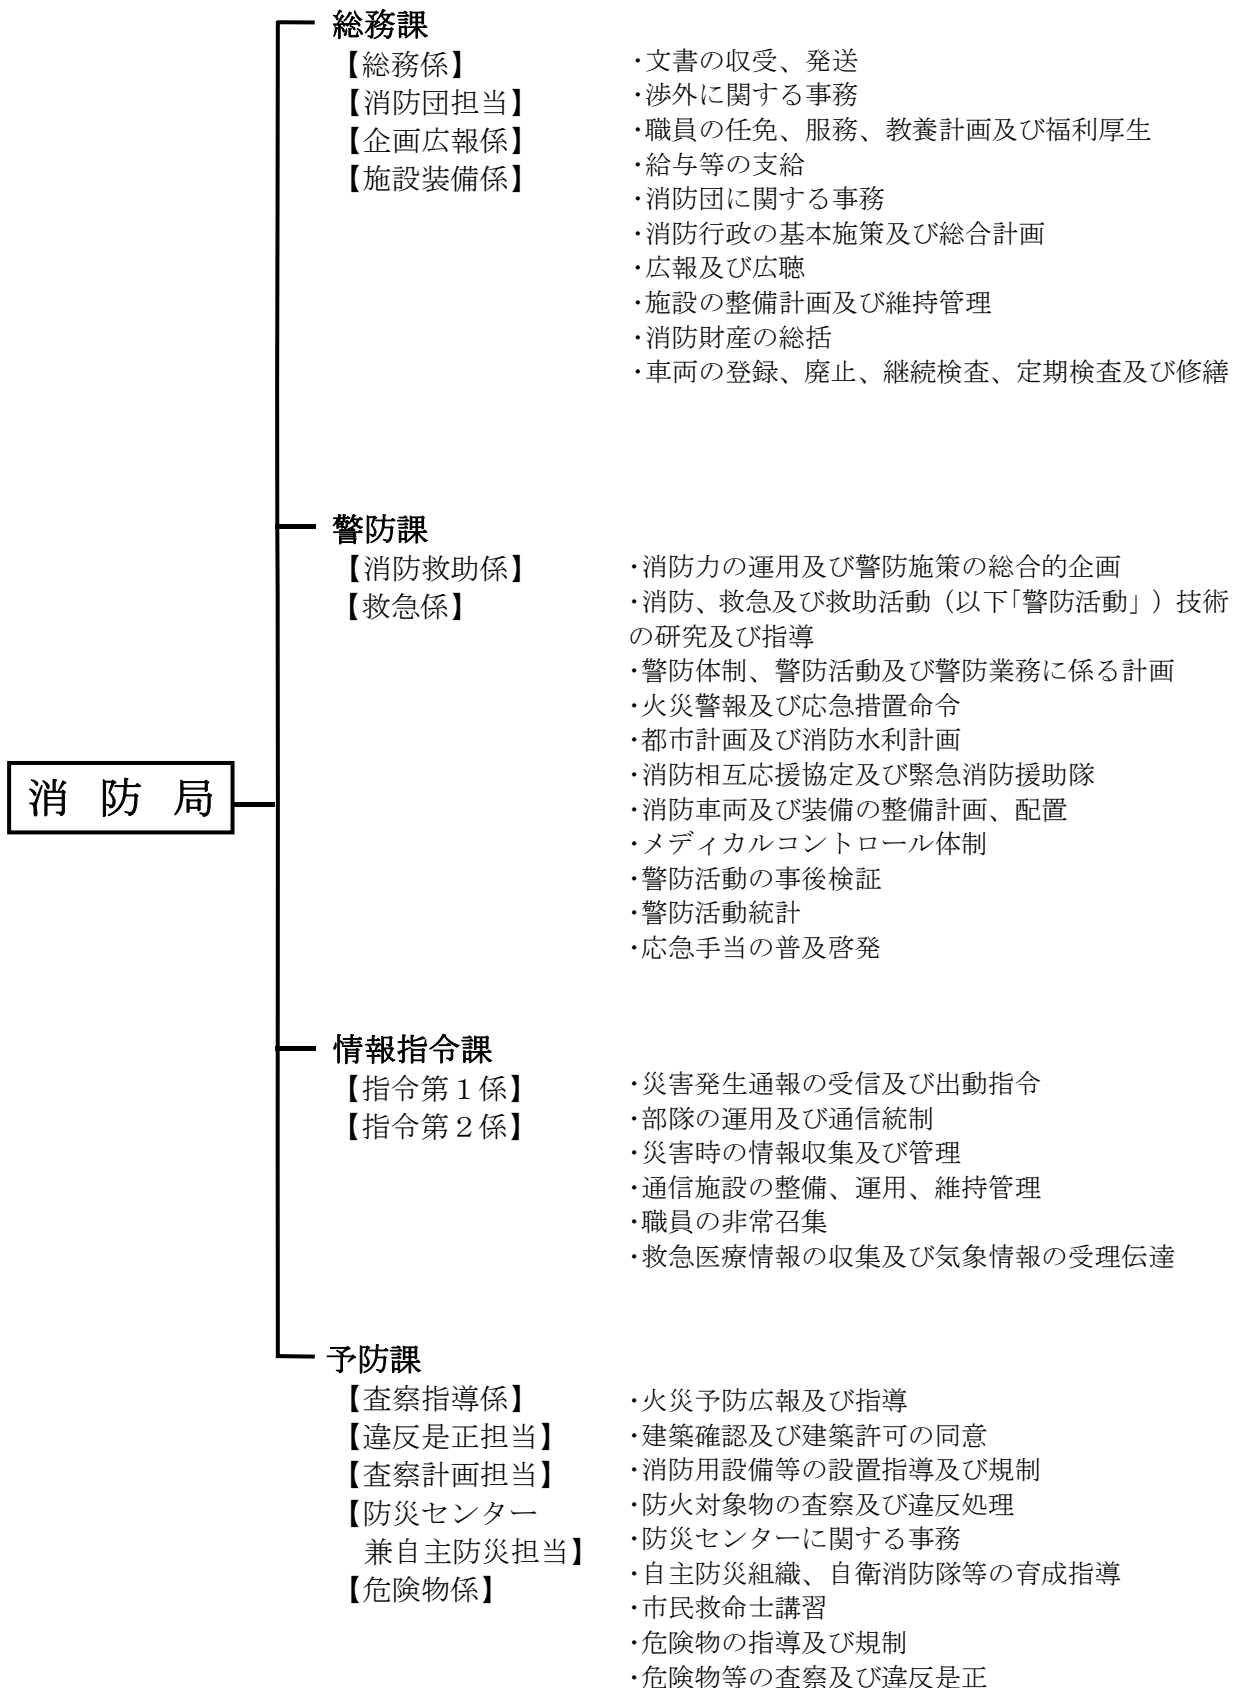 消防局
総務課
【総務係】
【消防団担当】
【企画広報係】
【施設装備係】
・文書の収受、発送
・渉外に関する事務
・職員の任免、服務、教養計画及び福利厚生
・給与等の支給
・消防団に関する事務
・消防行政の基本施策及び総合計画
・広報及び広聴
・施設の整備計画及び維持管理
・消防財産の総括
・車両の登録、廃止、継続検査、定期検査及び修繕
警防課
【消防救助係】
【救急係】
・消防力の運用及び警防施策の総合的企画
・消防、救急及び救助活動（以下「警防活動」）技術
の研究及び指導
・警防体制、警防活動及び警防業務に係る計画
・火災警報及び応急措置命令
・都市計画及び消防水利計画
・消防相互応援協定及び緊急消防援助隊
・消防車両及び装備の整備計画、配置
・メディカルコントロール体制
・警防活動の事後検証
・警防活動統計
・応急手当の普及啓発
情報指令課
【指令第１係】
【指令第２係】
・災害発生通報の受信及び出動指令
・部隊の運用及び通信統制
・災害時の情報収集及び管理
・通信施設の整備、運用、維持管理
・職員の非常召集
・救急医療情報の収集及び気象情報の受理伝達
予防課
【査察指導係】
【違反是正担当】
【査察計画担当】
【防災センター
兼自主防災担当】
【危険物係】
・火災予防広報及び指導
・建築確認及び建築許可の同意
・消防用設備等の設置指導及び規制
・防火対象物の査察及び違反処理
・防災センターに関する事務
・自主防災組織、自衛消防隊等の育成指導
・市民救命士講習
・危険物の指導及び規制
・危険物等の査察及び違反是正